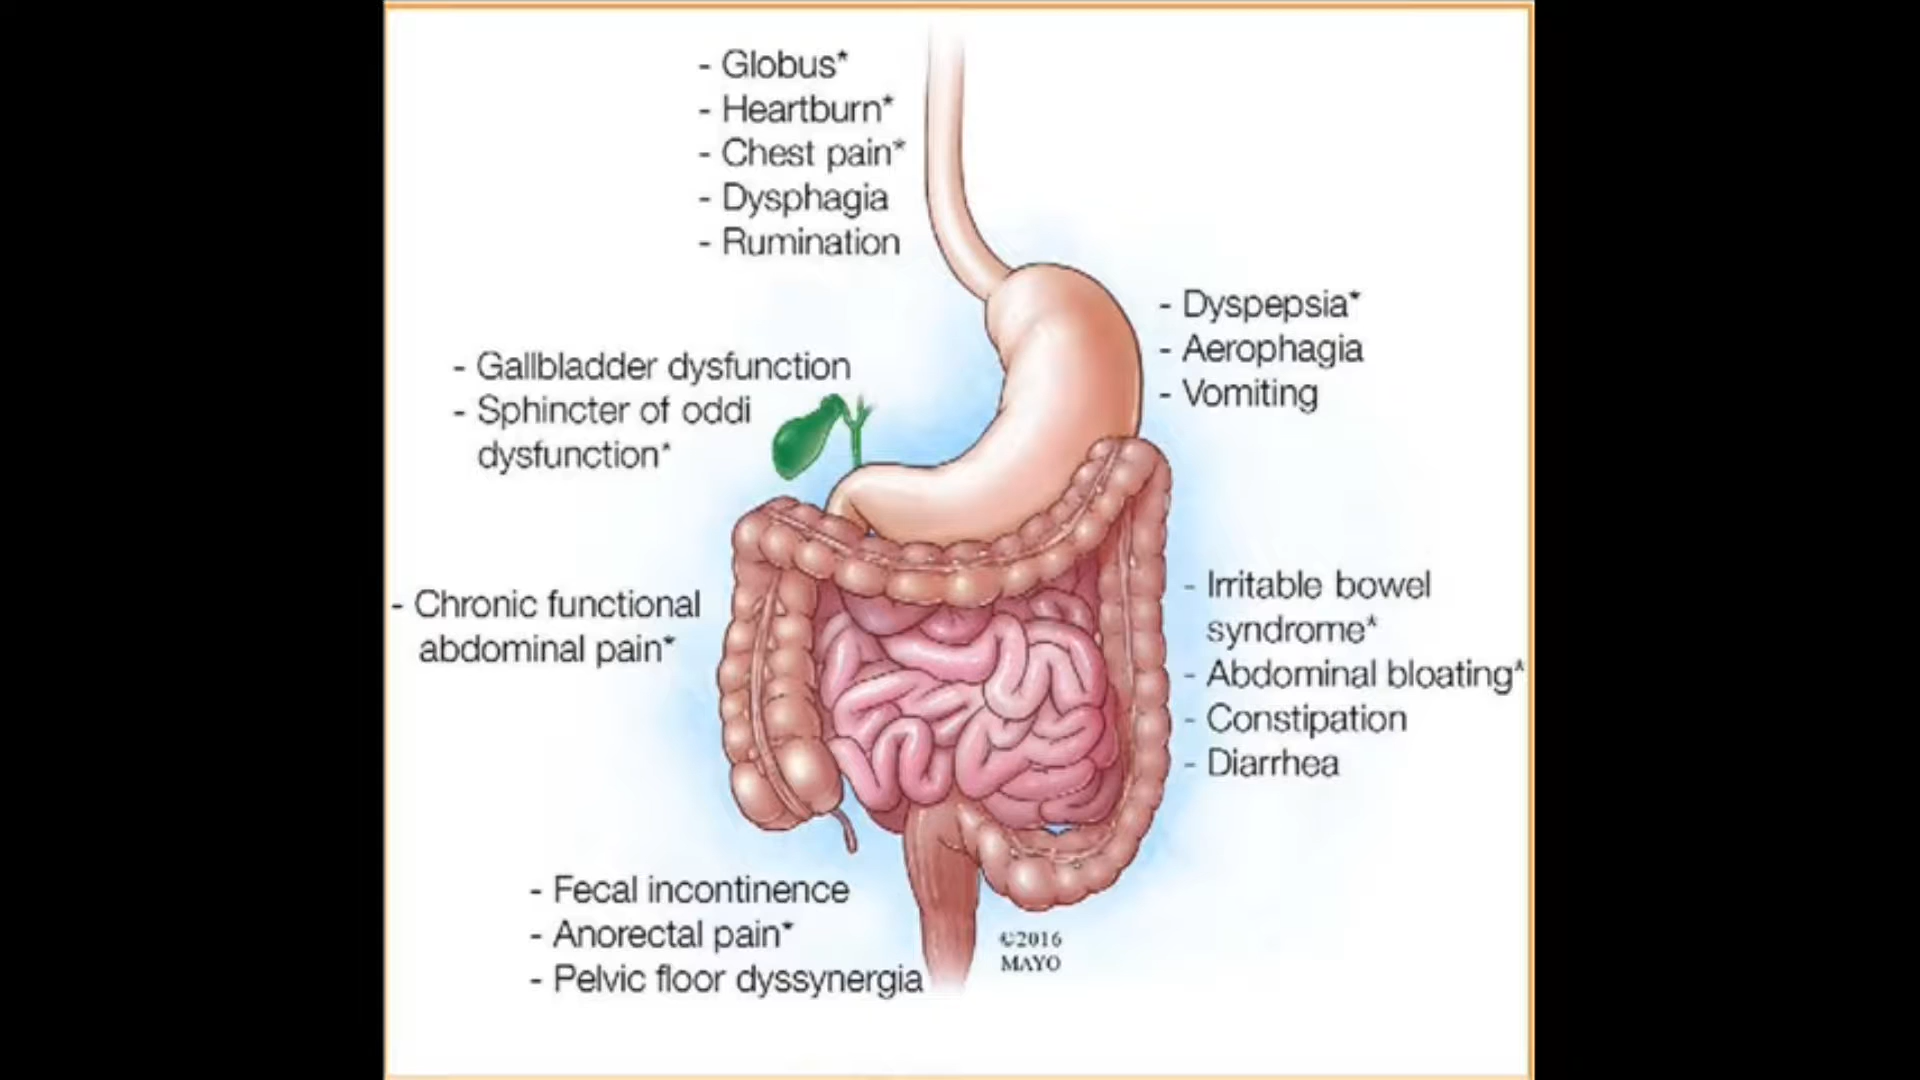 - Globus*
- Heartburn*
- Chest pain*
- Dysphagia
- Rumination
- Dyspepsia*
- Aerophagia
- Vomiting
- Gallbladder dysfunction
- Sphincter of oddi
dysfunction*
- Chronic functional
abdominal pain*
- Irritable bowel
syndrome*
- Abdominal bloating*
- Constipation
- Diarrhea
- Fecal incontinence
- Anorectal pain*
- Pelvic floor dyssynergia
©2016
MAYO